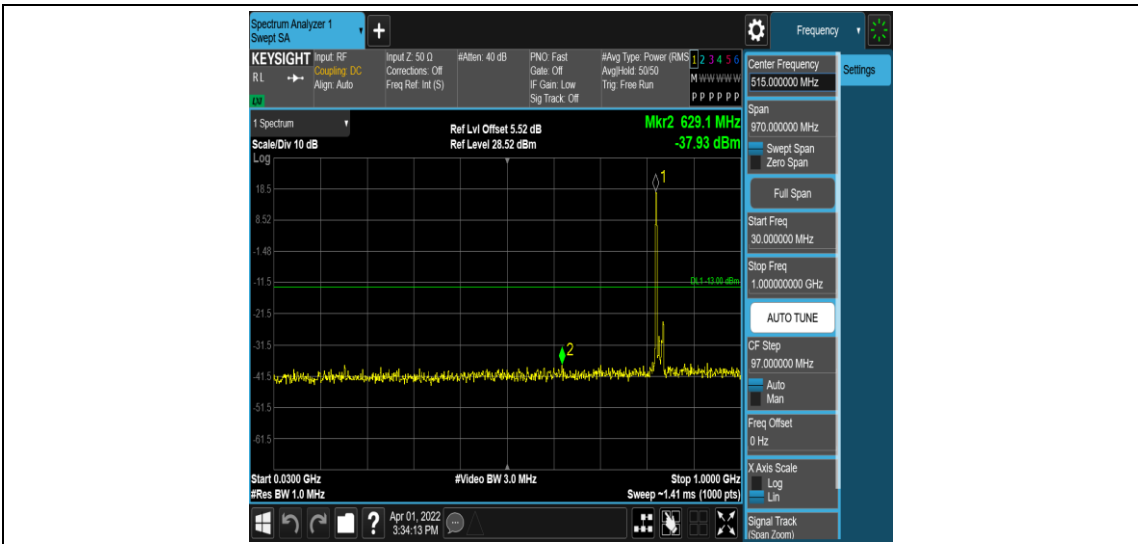 Spectrum Analyzer 1
Swept SA
+
Frequency
KEYSIGHT
RL
LXI
Input: RF
Coupling: DC
Align: Auto
Input Z: 50 Ω
Corrections: Off
Freq Ref: Int (S)
#Atten: 40 dB
PNO: Fast
Gate: Off
IF Gain: Low
Sig Track: Off
#Avg Type: Power (RMS
Avg|Hold: 50/50
Trig: Free Run
1 2 3 4 5 6
M W W W W W
P P P P P P
1 Spectrum
Scale/Div 10 dB
Ref Lvl Offset 5.52 dB
Ref Level 28.52 dBm
Mkr2 629.1 MHz
-37.93 dBm
Log
18.5
8.52
-1.48
-11.5
-21.5
-31.5
-41.5
-51.5
-61.5
1
DL1 -13.00 dBm
2
Start 0.0300 GHz
#Res BW 1.0 MHz
#Video BW 3.0 MHz
Stop 1.0000 GHz
Sweep ~1.41 ms (1000 pts)
Center Frequency
515.000000 MHz
Settings
Span
970.000000 MHz
Swept Span
Zero Span
Full Span
Start Freq
30.000000 MHz
Stop Freq
1.000000000 GHz
AUTO TUNE
CF Step
97.000000 MHz
Auto
Man
Freq Offset
0 Hz
X Axis Scale
Log
Lin
Signal Track
(Span Zoom)
?
Apr 01, 2022
3:34:13 PM